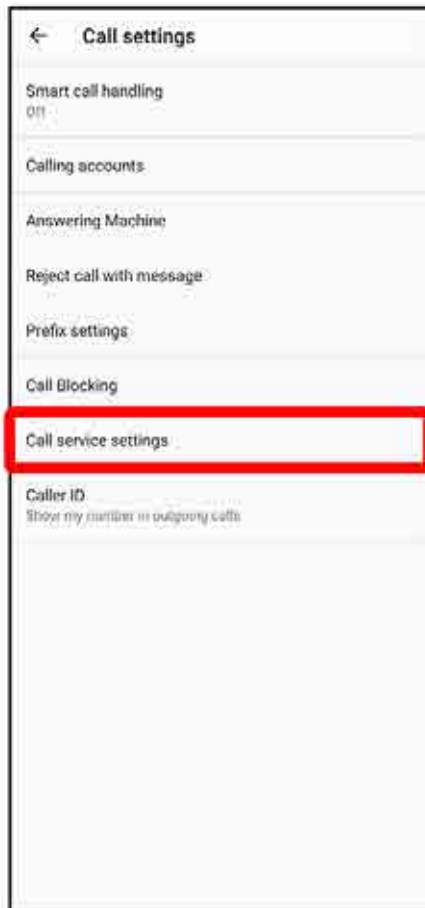 ← Call settings
Smart call handling
Off
Calling accounts
Answering Machine
Reject call with message
Prefix settings
Call Blocking
Call service settings
Caller ID
Show my number in outgoing calls